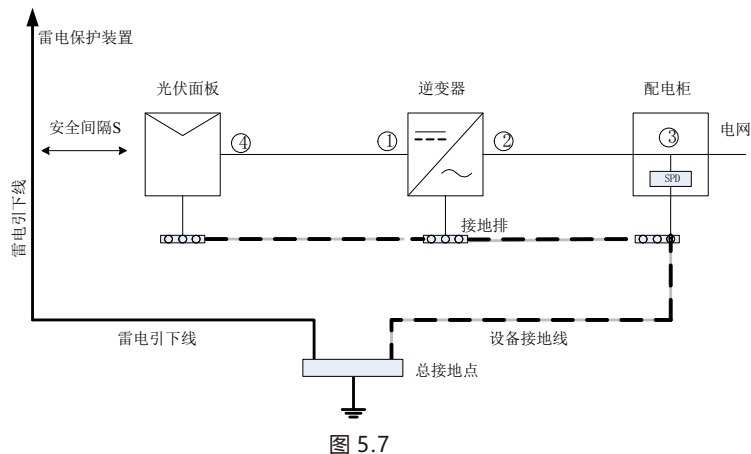 雷电保护装置
光伏面板
逆变器
配电柜
安全间隔S
④
①
②
③
电网
SPD
雷电引下线
接地排
雷电引下线
设备接地线
总接地点
图 5.7